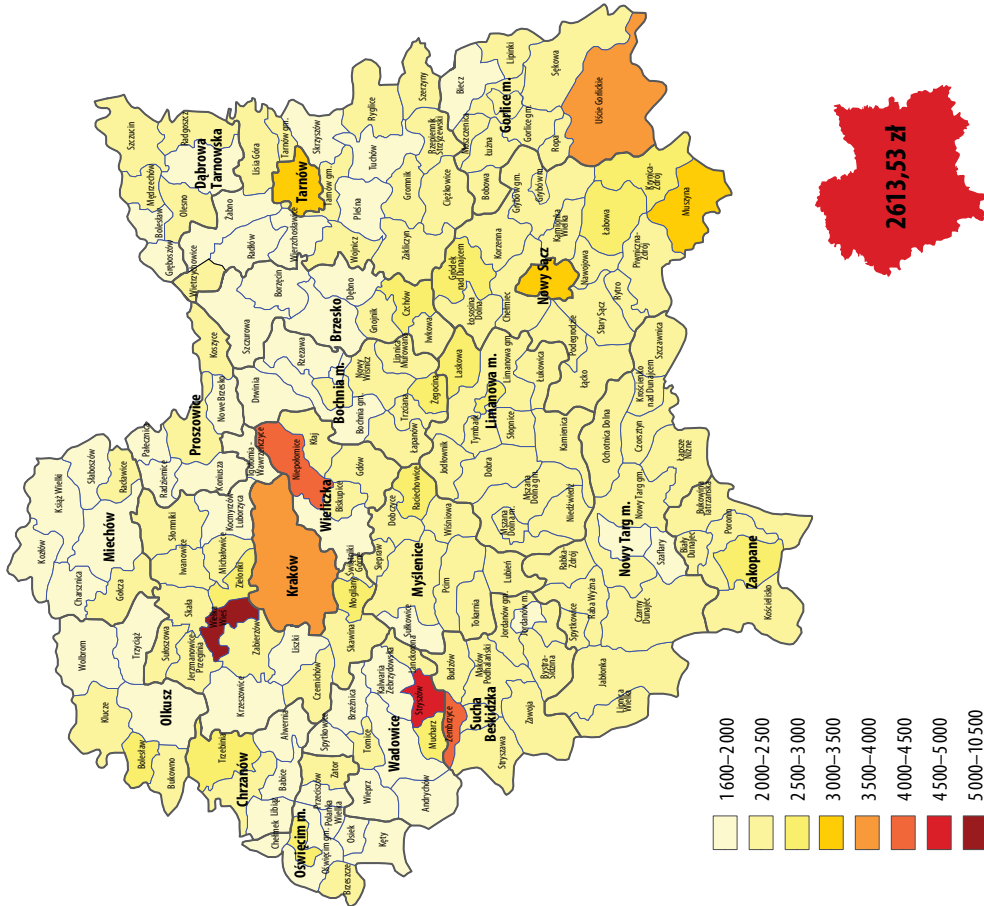 Kozłów
Książ Wielki
Charsznica
Miechów
Słaboszów
Gołcza
Racławice
Wolbrom
Trzyciąż
Klucze
Olkusz
Bolesław
Bukowno
Sułoszowa
Jerzmanowice
Przeginia
Skała
Iwanowice
Słomniki
Michałowice
Kocmyrzów
Luborzyca
Zielonki
Wielka
Wieś
Zabierzów
Krzeszowice
Liszki
Czernichów
Kraków
Skawina
Mogilany
Świątniki
Górne
Igołomia -
Wawrzeńczyce
Pałecznica
Radziemice
Koniusza
Proszowice
Nowe Brzesko
Koszyce
Trzebinia
Chrzanów
Alwernia
Babice
Libiąż
Chełmek
Oświęcim m.
Oświęcim gm.
Przeciszów
Polanka
Wielka
Zator
Osiek
Brzeszcze
Kęty
Wieprz
Andrychów
Tomice
Spytkowice
Brzeźnica
Wadowice
Kalwaria
Zebrzydowska
Lanckorona
Stryszów
Mucharz
Zembrzyce
Budzów
Sucha
Beskidzka
Maków
Podhalański
Stryszawa
Zawoja
Bystra-
Sidzina
Jordanów gm.
Jordanów m.
Sułkowice
Myślenice
Siepraw
Dobczyce
Raciechowice
Wiśniowa
Pcim
Tokarnia
Lubień
Wieliczka
Niepołomice
Kłaj
Biskupice
Gdów
Drwinia
Bochnia m.
Bochnia gm.
Rzezawa
Nowy
Wiśnicz
Łapanów
Trzciana
Żegocina
Lipnica
Murowana
Szczurowa
Borzęcin
Brzesko
Dębno
Gnojnik
Czchów
Iwkowa
Szczucin
Mędrzechów
Bolesław
Radgoszcz
Gręboszów
Olesno
Dąbrowa
Tarnowska
Wietrzychowice
Żabno
Radłów
Lisia Góra
Tarnów gm.
Tarnów
Tarnów gm.
Wierzchosławice
Skrzyszów
Wojnicz
Pleśna
Tuchów
Ryglice
Zakliczyn
Gromnik
Rzepiennik
Strzyżewski
Szerzyny
Ciężkowice
Biecz
Lipinki
Moszczenica
Gorlice m.
Łużna
Gorlice gm.
Bobowa
Sękowa
Ropa
Uście Gorlickie
Grybów gm.
Grybów m.
Korzenna
Gródek
nad Dunajcem
Łososina
Dolna
Chełmiec
Nowy Sącz
Kamionka
Wielka
Nawojowa
Łabowa
Krynica-
Zdrój
Muszyna
Piwniczna-
Zdrój
Rytro
Stary Sącz
Podegrodzie
Łącko
Laskowa
Limanowa m.
Limanowa gm.
Łukowica
Tymbark
Słopnice
Jodłownik
Dobra
Kamienica
Mszana
Dolna gm.
Mszana
Dolna m.
Niedźwiedź
Rabka-
Zdrój
Raba Wyżna
Spytkowice
Jabłonka
Lipnica
Wielka
Czarny
Dunajec
Nowy Targ m.
Nowy Targ gm.
Szaflary
Ochotnica Dolna
Czorsztyn
Krościenko
nad Dunajcem
Szczawnica
Łapsze
Niżne
Bukowina
Tatrzańska
Biały
Dunajec
Poronin
Zakopane
Kościelisko
1600–2000
2000–2500
2500–3000
3000–3500
3500–4000
4000–4500
4500–5000
5000–10500
2613,53 zł